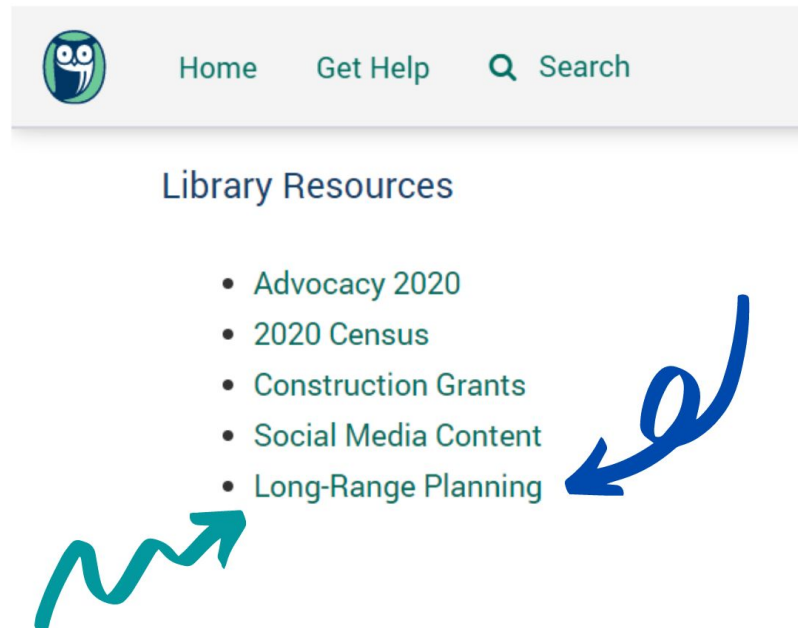 Home Get Help Search
Library Resources
Advocacy 2020
2020 Census
Construction Grants
Social Media Content
Long-Range Planning